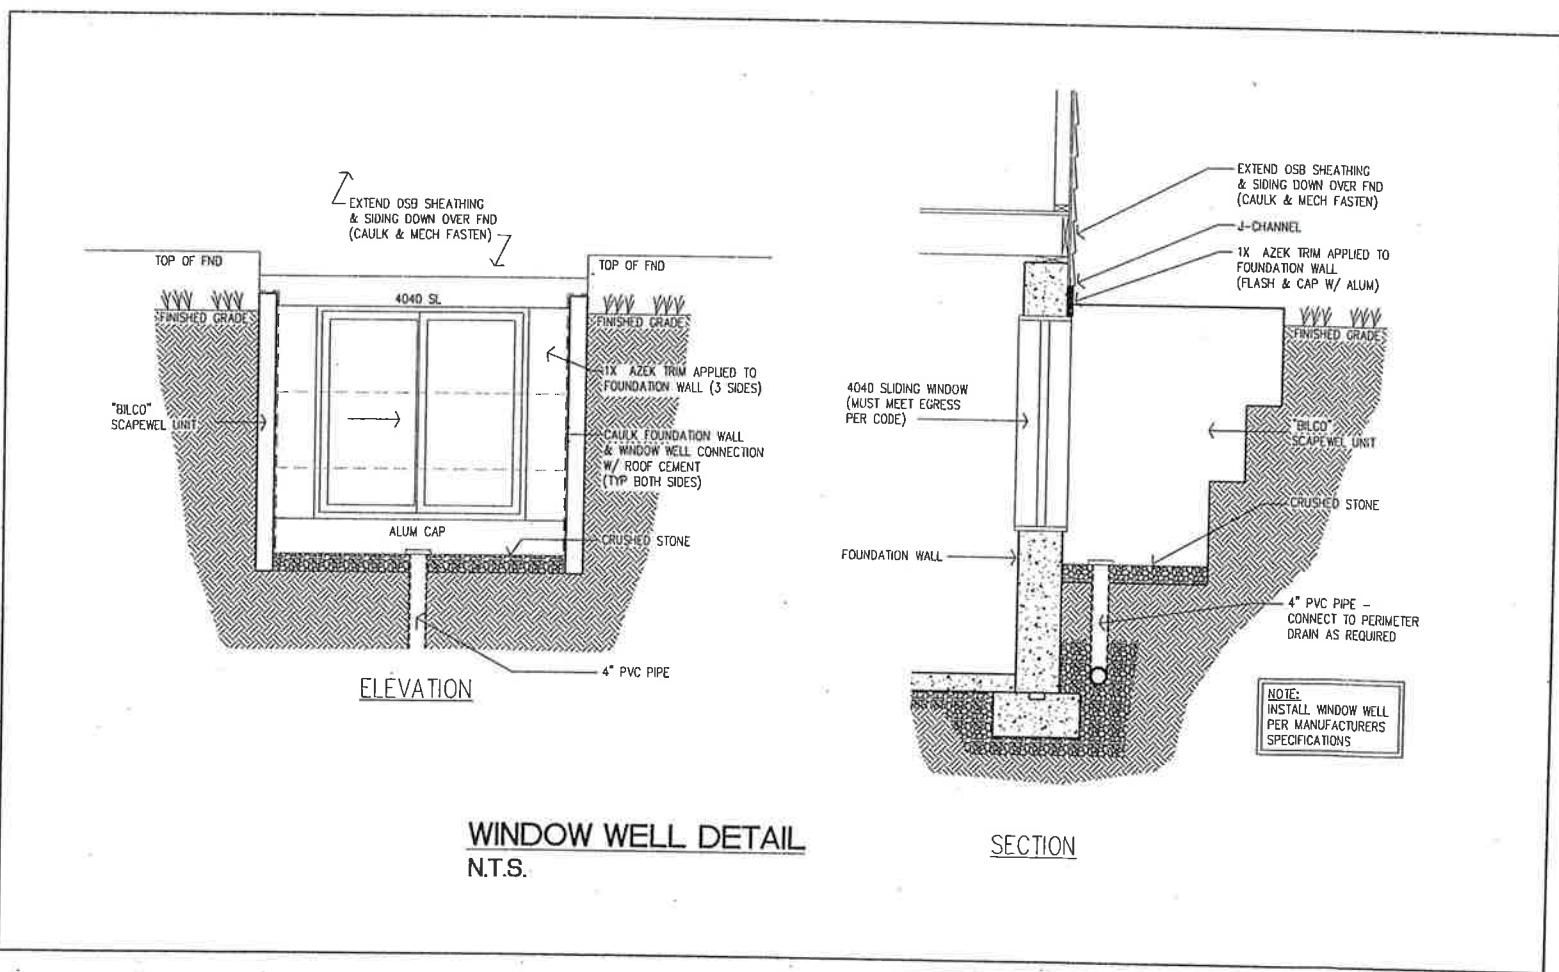 EXTEND OSB SHEATHING
& SIDING DOWN OVER FND
(CAULK & MECH FASTEN)
TOP OF FND
TOP OF FND
4040 SL
FINISHED GRADE
FINISHED GRADE
1X AZEK TRIM APPLIED TO
FOUNDATION WALL (3 SIDES)
"BILCO"
SCAPEWEL UNIT
CAULK FOUNDATION WALL
& WINDOW WELL CONNECTION
W/ ROOF CEMENT
(TYP BOTH SIDES)
ALUM CAP
CRUSHED STONE
4" PVC PIPE
ELEVATION
EXTEND OSB SHEATHING
& SIDING DOWN OVER FND
(CAULK & MECH FASTEN)
J-CHANNEL
1X AZEK TRIM APPLIED TO
FOUNDATION WALL
(FLASH & CAP W/ ALUM)
FINISHED GRADE
4040 SLIDING WINDOW
(MUST MEET EGRESS
PER CODE)
"BILCO"
SCAPEWEL UNIT
CRUSHED STONE
FOUNDATION WALL
4" PVC PIPE -
CONNECT TO PERIMETER
DRAIN AS REQUIRED
NOTE:
INSTALL WINDOW WELL
PER MANUFACTURERS
SPECIFICATIONS
WINDOW WELL DETAIL
N.T.S.
SECTION